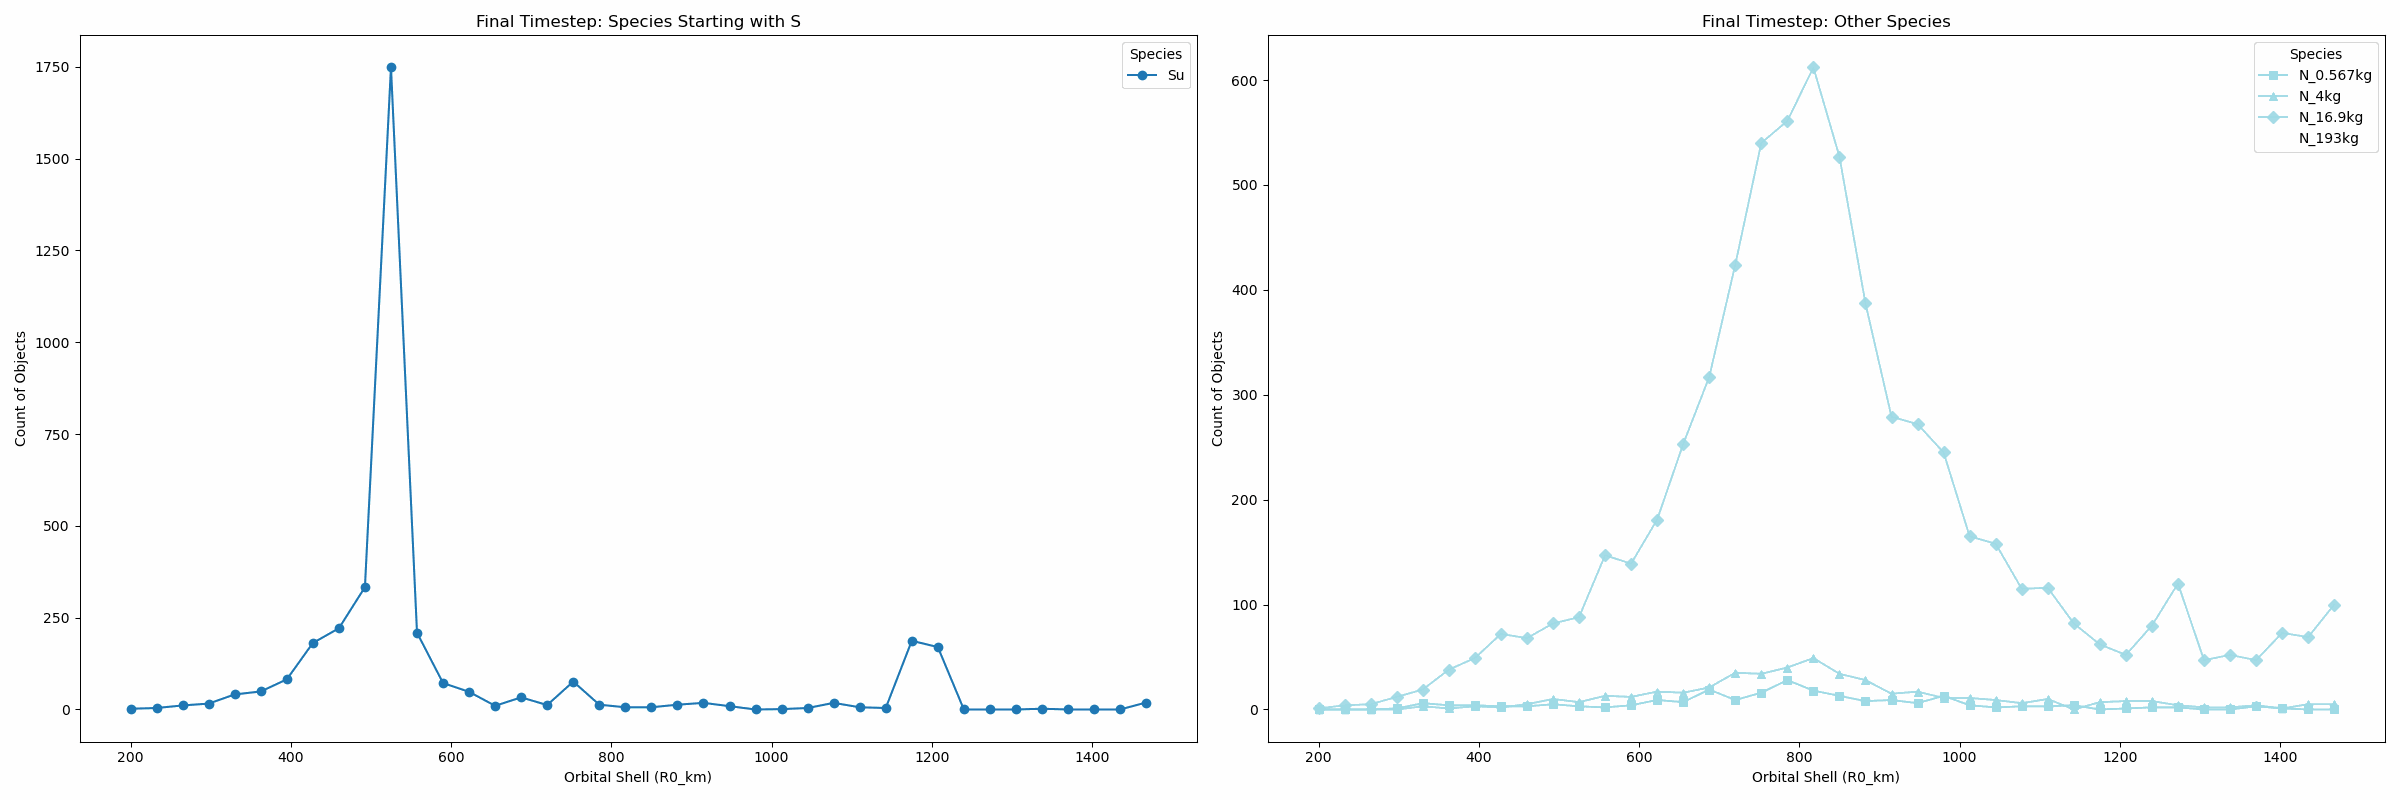 Final Timestep: Species Starting with S
Count of Objects
1750
1500
1250
1000
750
500
250
0
200 400 600 800 1000 1200 1400
Orbital Shell (R0_km)
Species
Su
Final Timestep: Other Species
Count of Objects
600
500
400
300
200
100
0
200 400 600 800 1000 1200 1400
Orbital Shell (R0_km)
Species
N_0.567kg
N_4kg
N_16.9kg
N_193kg